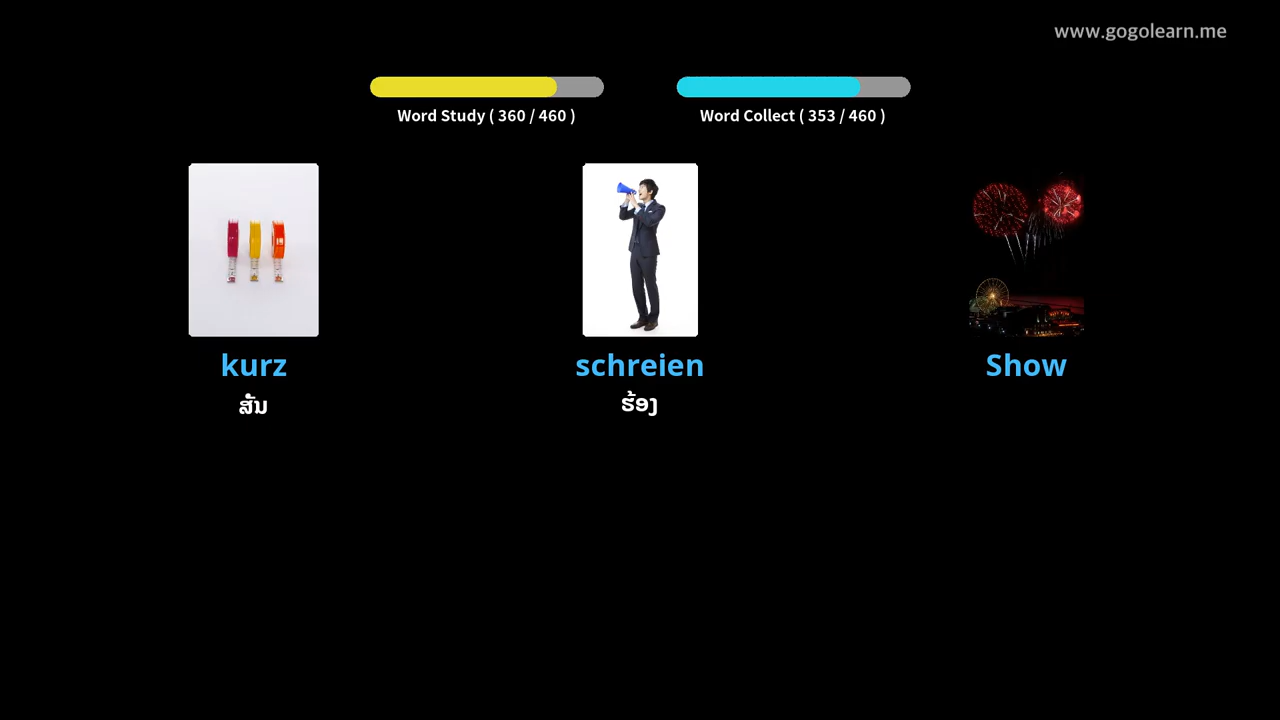 www.gogolearn.me
Word Study ( 360 / 460 )
Word Collect ( 353 / 460 )
kurz
schreien
Show
ສັ້ນ
ຮ້ອງ